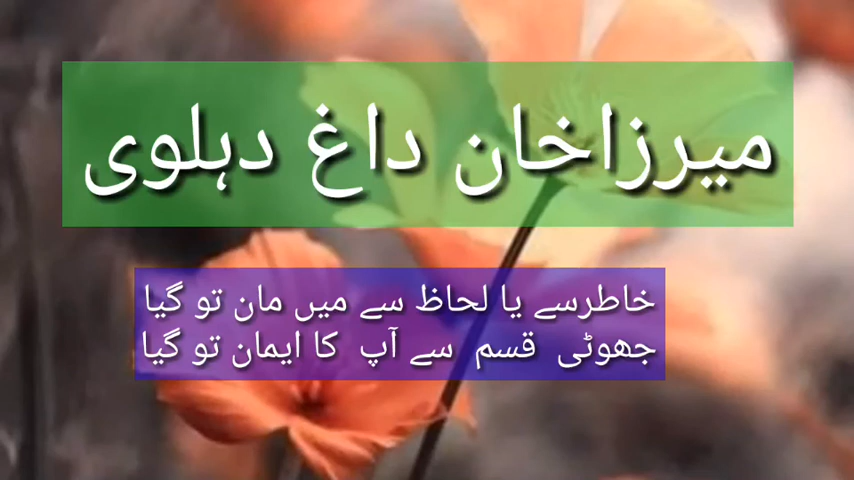 میرزاخان داغ دہلوی
خاطرسے یا لحاظ سے میں مان تو گیا
جھوٹی قسم سے آپ کا ایمان تو گیا